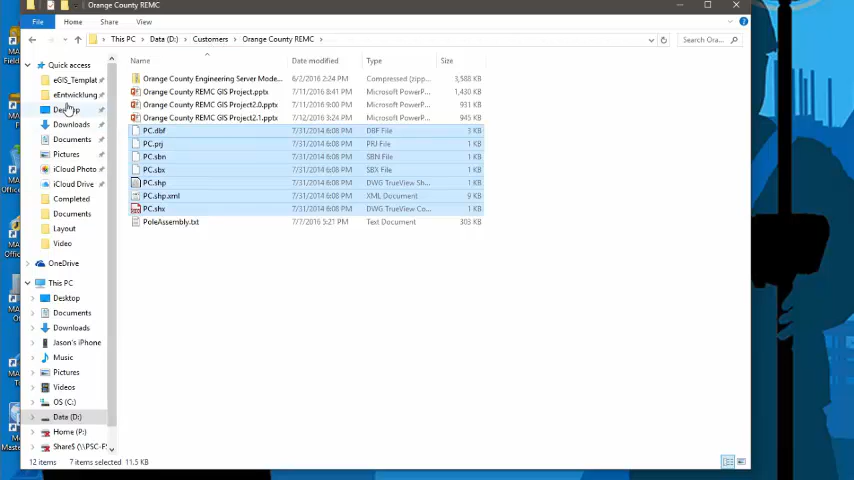 Orange County REMC
File Home Share View
This PC Data (D:) Customers Orange County REMC
Search Ora...
Name Date modified Type Size
Quick access
eGIS_Templat
eEntwicklung
Downloads
Documents
Pictures
iCloud Photo
iCloud Drive
Completed
Documents
Layout
Video
OneDrive
This PC
Desktop
Documents
Downloads
Jason's iPhone
Music
Pictures
Videos
OS (C:)
Data (D:)
Home (P:)
Share$ (\\PSC-F
Orange County Engineering Server Mode... 6/2/2016 2:24 PM Compressed (zipp... 3,588 KB
Orange County REMC GIS Project.pptx 7/11/2016 8:41 PM Microsoft PowerP... 1,430 KB
Orange County REMC GIS Project2.0.pptx 7/11/2016 9:00 PM Microsoft PowerP... 931 KB
Orange County REMC GIS Project2.1.pptx 7/12/2016 3:24 PM Microsoft PowerP... 945 KB
PC.dbf 7/31/2014 6:08 PM DBF File 3 KB
PC.prj 7/31/2014 6:08 PM PRJ File 1 KB
PC.sbn 7/31/2014 6:08 PM SBN File 1 KB
PC.sbx 7/31/2014 6:08 PM SBX File 1 KB
PC.shp 7/31/2014 6:08 PM DWG TrueView Sh... 1 KB
PC.shp.xml 7/31/2014 6:08 PM XML Document 9 KB
PC.shx 7/31/2014 6:08 PM DWG TrueView Co... 1 KB
PoleAssembly.txt 7/7/2016 5:21 PM Text Document 303 KB
12 items 7 items selected 11.5 KB